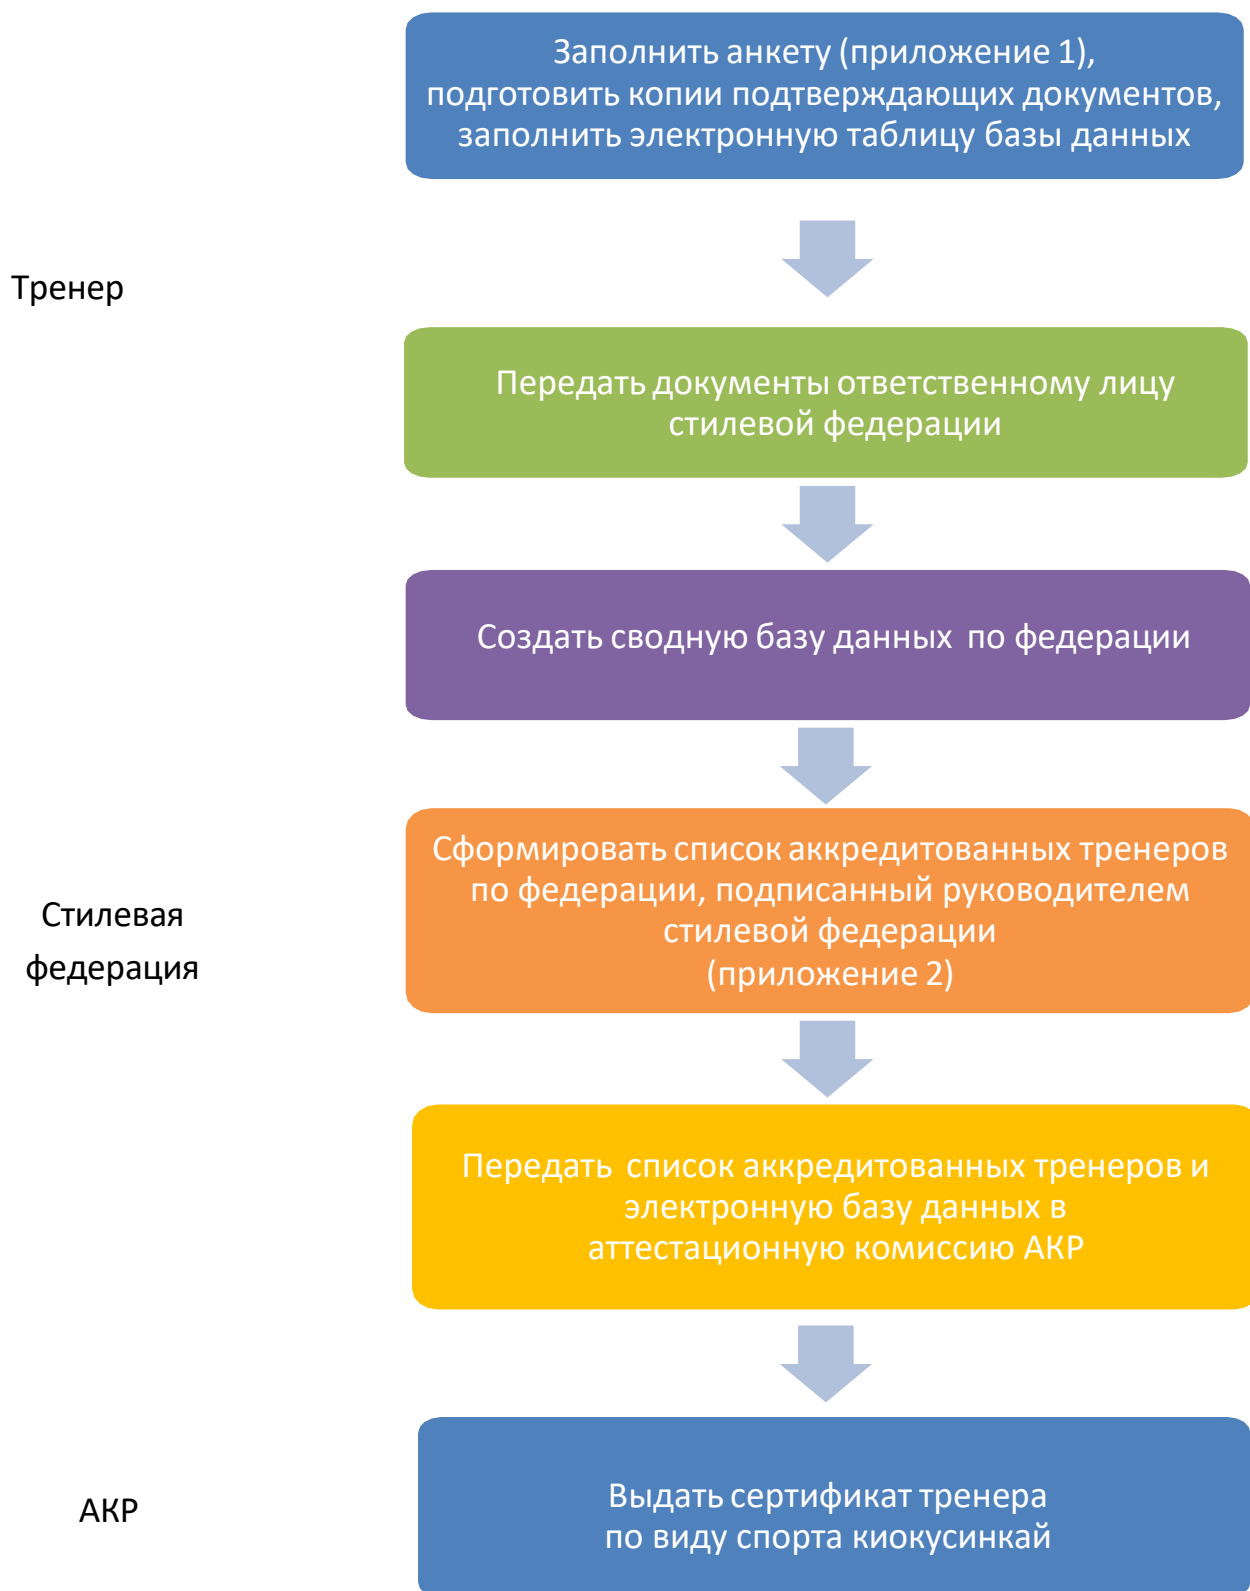 Заполнить анкету (приложение 1),
подготовить копии подтверждающих документов,
заполнить электронную таблицу базы данных
Тренер
Передать документы ответственному лицу
стилевой федерации
Создать сводную базу данных  по федерации
Сформировать список аккредитованных тренеров
по федерации, подписанный руководителем
стилевой федерации
(приложение 2)
Стилевая
федерация
Передать  список аккредитованных тренеров и
электронную базу данных в
аттестационную комиссию АКР
АКР
Выдать сертификат тренера
по виду спорта киокусинкай